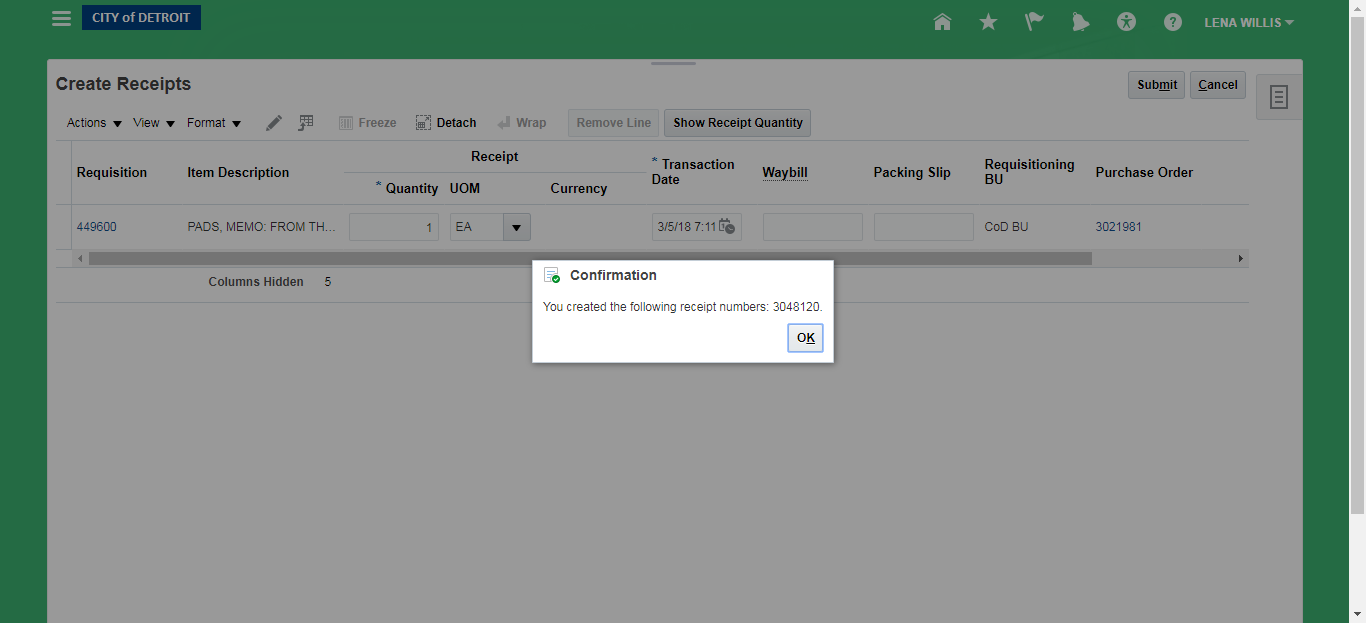 CITY of DETROIT
LENA WILLIS
Create Receipts
Submit Cancel
Actions View Format Freeze Detach Wrap Remove Line Show Receipt Quantity
Receipt
Requisition Item Description * Quantity UOM Currency * Transaction Date Waybill Packing Slip Requisitioning BU Purchase Order
449600 PADS, MEMO: FROM TH... 1 EA 3/5/18 7:11 CoD BU 3021981
Columns Hidden 5
Confirmation
You created the following receipt numbers: 3048120.
OK